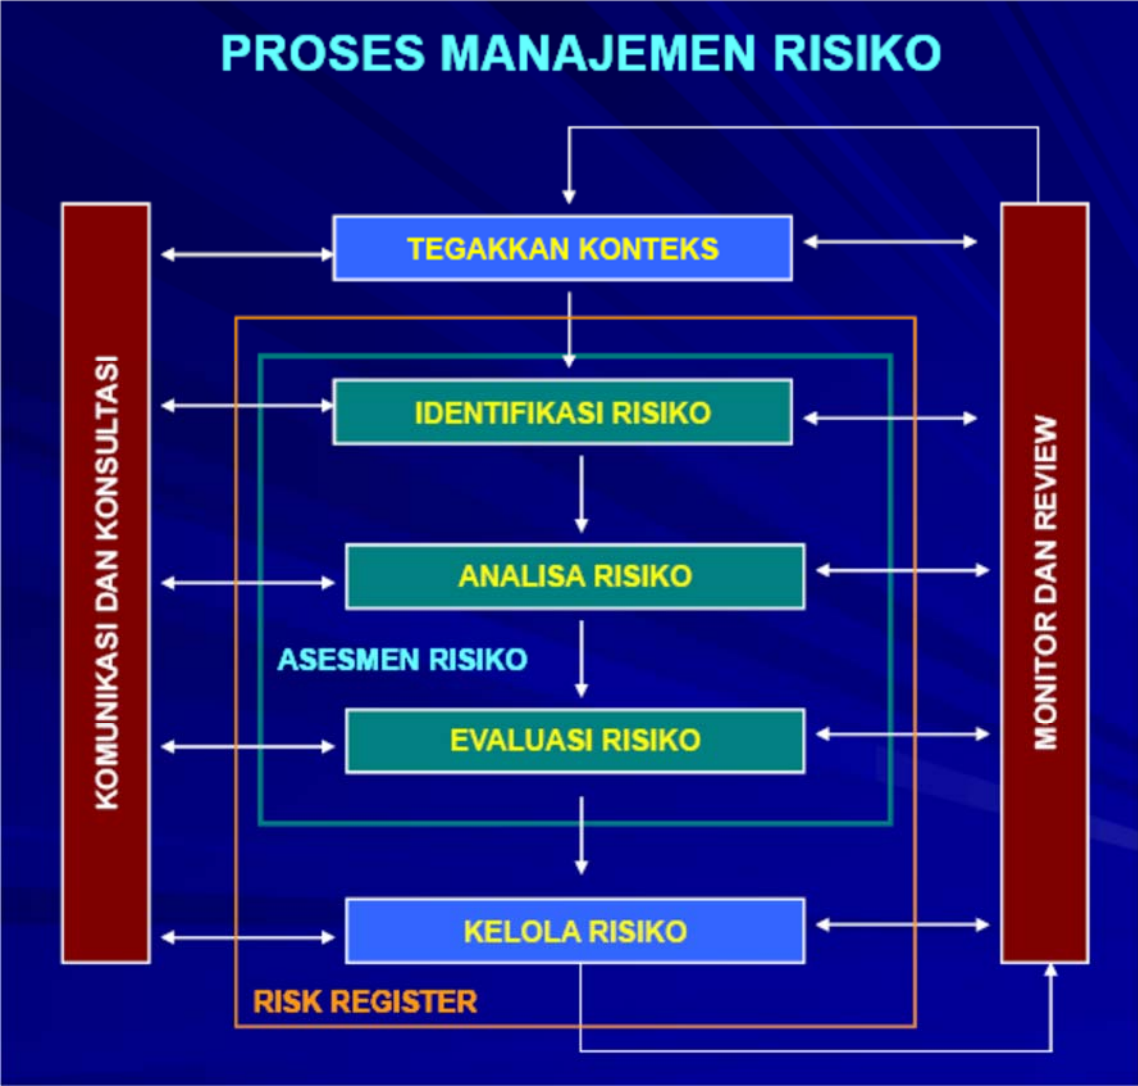 PROSES MANAJEMEN RISIKO
TEGAKKAN KONTEKS
KOMUNIKASI DAN KONSULTASI
IDENTIFIKASI RISIKO
MONITOR DAN REVIEW
ANALISA RISIKO
ASESMEN RISIKO
EVALUASI RISIKO
KELOLA RISIKO
RISK REGISTER